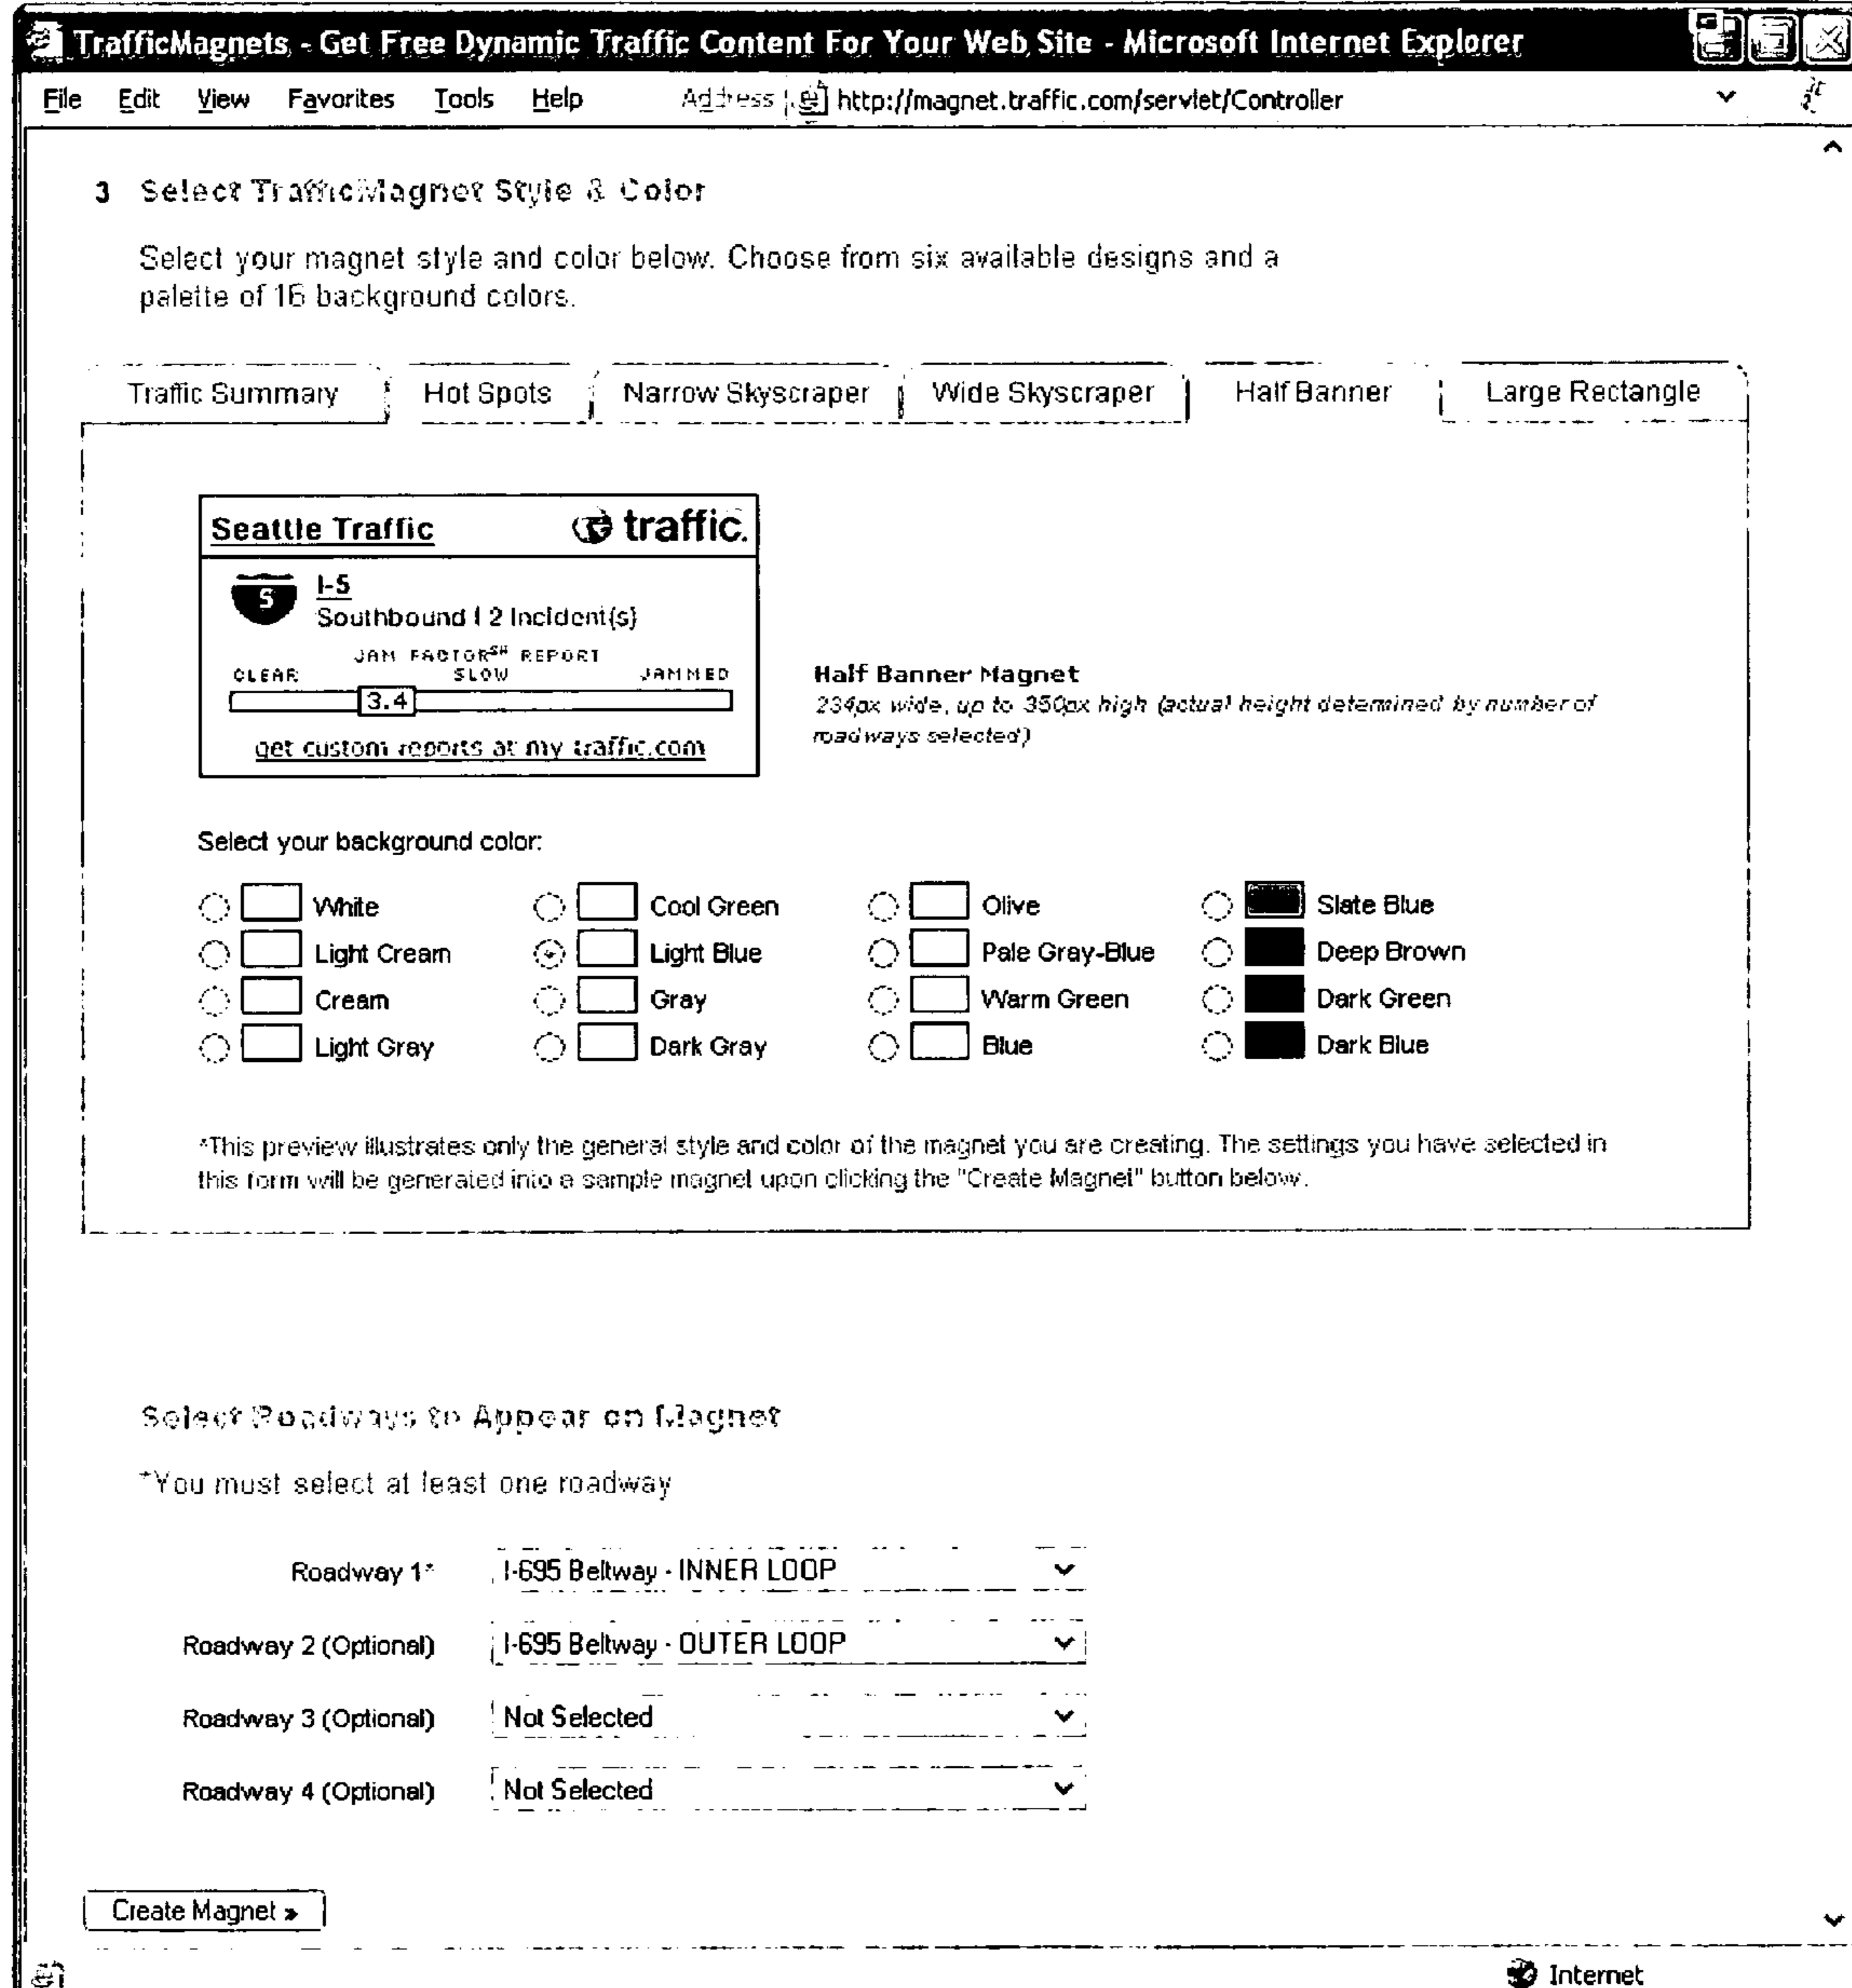 TrafficMagnets - Get Free Dynamic Traffic Content For Your Web Site - Microsoft Internet Explorer
File Edit View Favorites Tools Help Address http://magnet.traffic.com/servlet/Controller
3 Select TrafficMagnet Style & Color
Select your magnet style and color below. Choose from six available designs and a
palette of 16 background colors.
Traffic Summary Hot Spots Narrow Skyscraper Wide Skyscraper Half Banner Large Rectangle
Seattle Traffic traffic.
5 I-5
Southbound | 2 Incident(s)
JAM FACTOR℠ REPORT
CLEAR SLOW JAMMED
3.4
get custom reports at my traffic.com
Half Banner Magnet
234px wide, up to 350px high (actual height determined by number of
roadways selected)
Select your background color:
White Cool Green Olive Slate Blue
Light Cream Light Blue Pale Gray-Blue Deep Brown
Cream Gray Warm Green Dark Green
Light Gray Dark Gray Blue Dark Blue
*This preview illustrates only the general style and color of the magnet you are creating. The settings you have selected in
this form will be generated into a sample magnet upon clicking the "Create Magnet" button below.
Select Roadways to Appear on Magnet
*You must select at least one roadway
Roadway 1* I-695 Beltway - INNER LOOP
Roadway 2 (Optional) I-695 Beltway - OUTER LOOP
Roadway 3 (Optional) Not Selected
Roadway 4 (Optional) Not Selected
Create Magnet »
Internet